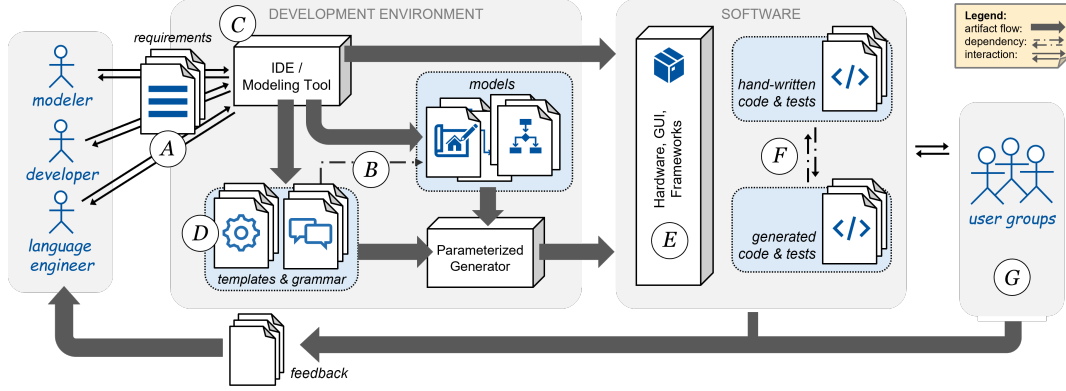 DEVELOPMENT ENVIRONMENT
SOFTWARE
Legend:
artifact flow:
dependency:
interaction:
C
requirements
IDE /
Modeling Tool
models
modeler
developer
language
engineer
A
B
D
templates & grammar
Parameterized
Generator
Hardware, GUI,
Frameworks
E
hand-written
code & tests
F
generated
code & tests
user groups
G
feedback